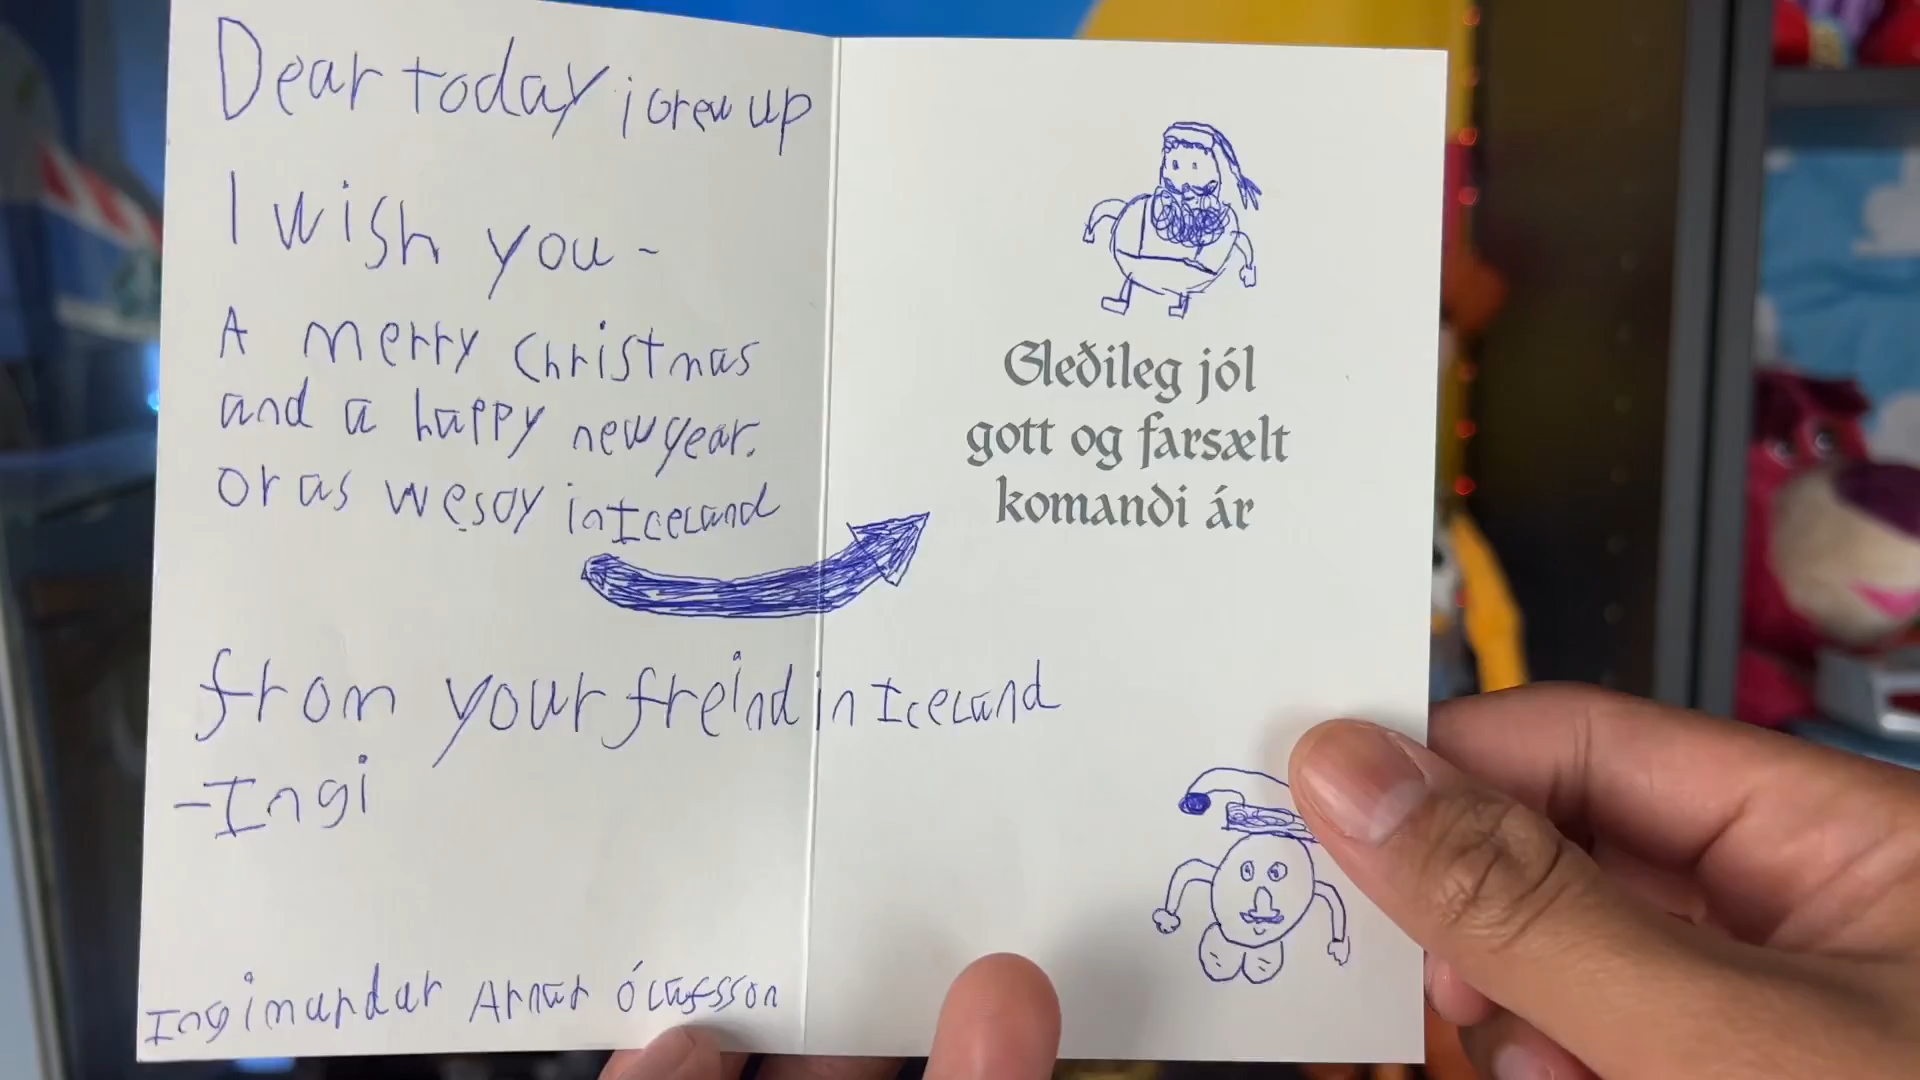 Dear today i Grew up
I wish you -
A merry Christmas
and a happy new year.
or as we say in Iceland
Gleðileg jól
gott og farsælt
komandi ár
from your freind in Iceland
-Ingi
Ingimundur Arnar Ólafsson